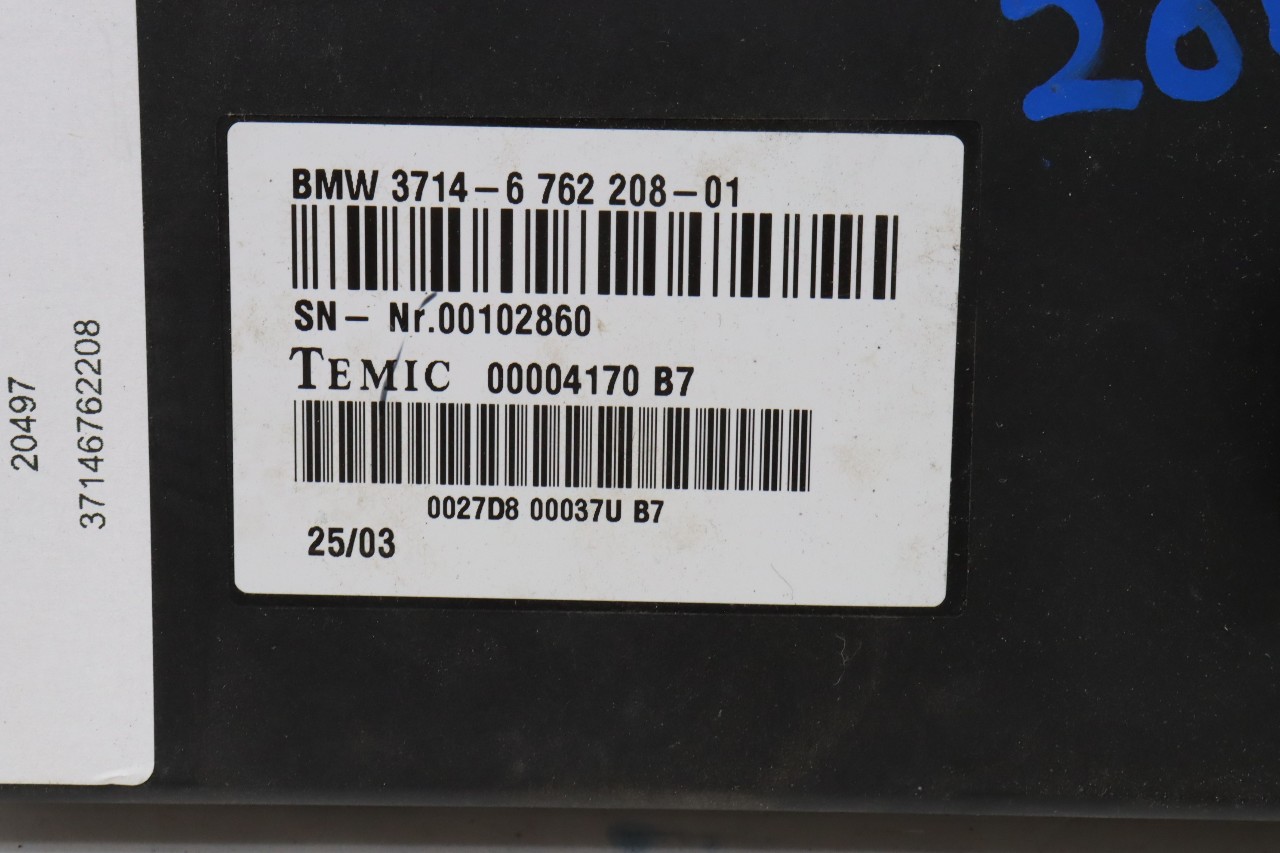 BMW 3714-6 762 208-01
SN- Nr.00102860
TEMIC 00004170 B7
0027D8 00037U B7
25/03
20497
37146762208